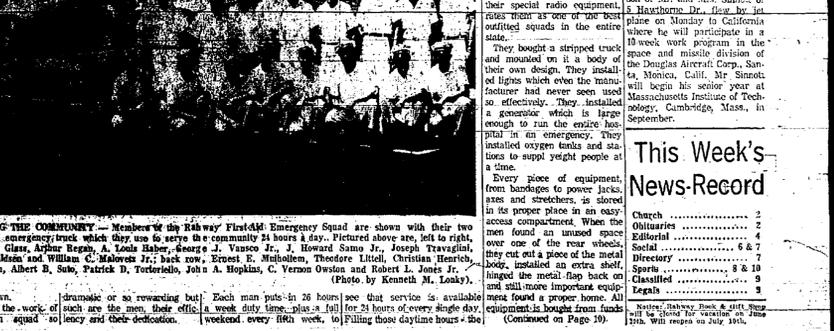 their special radio equipment,
rates them as one of the best
outfitted squads in the entire
state.
They bought a stripped truck
and mounted on it a body of
their own design. They install-
ed lights which even the manu-
facturer had never seen used
so effectively. They installed
a generator which is large
enough to run the entire hos-
pital in an emergency. They
installed oxygen tanks and sta-
tions to suppl yeight people at
a time.
Every piece of equipment,
from bandages to power jacks,
axes and stretchers, is stored
in its proper place in an easy-
access compartment. When the
men found an unused space
over one of the rear wheels,
they cut out a piece of the metal
body, installed an extra shelf,
hinged the metal flap back on
and still more important equip-
ment found a proper home. All
equipment is bought from funds
(Continued on Page 10)
5 Hawthorne Dr., flew by jet
plane on Monday to California
where he will participate in a
10-week work program in the
space and missile division of
the Douglas Aircraft Corp., San-
ta, Monica, Calif. Mr Sinnott
will begin his senior year at
Massachusetts Institute of Tech-
nology, Cambridge, Mass., in
September.
This Week's
News-Record
Church 2
Obituaries 2
Editorial 4
Social 6 & 7
Directory 7
Sports 8 & 10
Classified 9
Legals 9
Notice: Rahway Book & Gift Shop
will be closed for vacation on June
Will reopen on July
G THE COMMUNITY — Members of the Rahway First Aid Emergency Squad are shown with their two
emergency truck which they use to serve the community 24 hours a day. Pictured above are, left to right,
Glass, Arthur Regan, A. Louis Haber, George J. Vansco Jr., J. Howard Samo Jr., Joseph Travaglini,
and William C. Malovetz Jr.; back row, Ernest E. Mulhollem, Theodore Littell, Christian Henrich,
Albert B. Suto, Patrick D. Tortoriello, John A. Hopkins, C. Vernon Owston and Robert L. Jones Jr.
(Photo by Kenneth M. Loaky).
wn.
the work of
a squad so
dramatic or so rewarding but
such are the men, their effic-
iency and their dedication.
Each man puts in 26 hours
a week duty time, plus a full
weekend every fifth week, to
see that service is available
for 24 hours of every single day.
Filling those daytime hours the